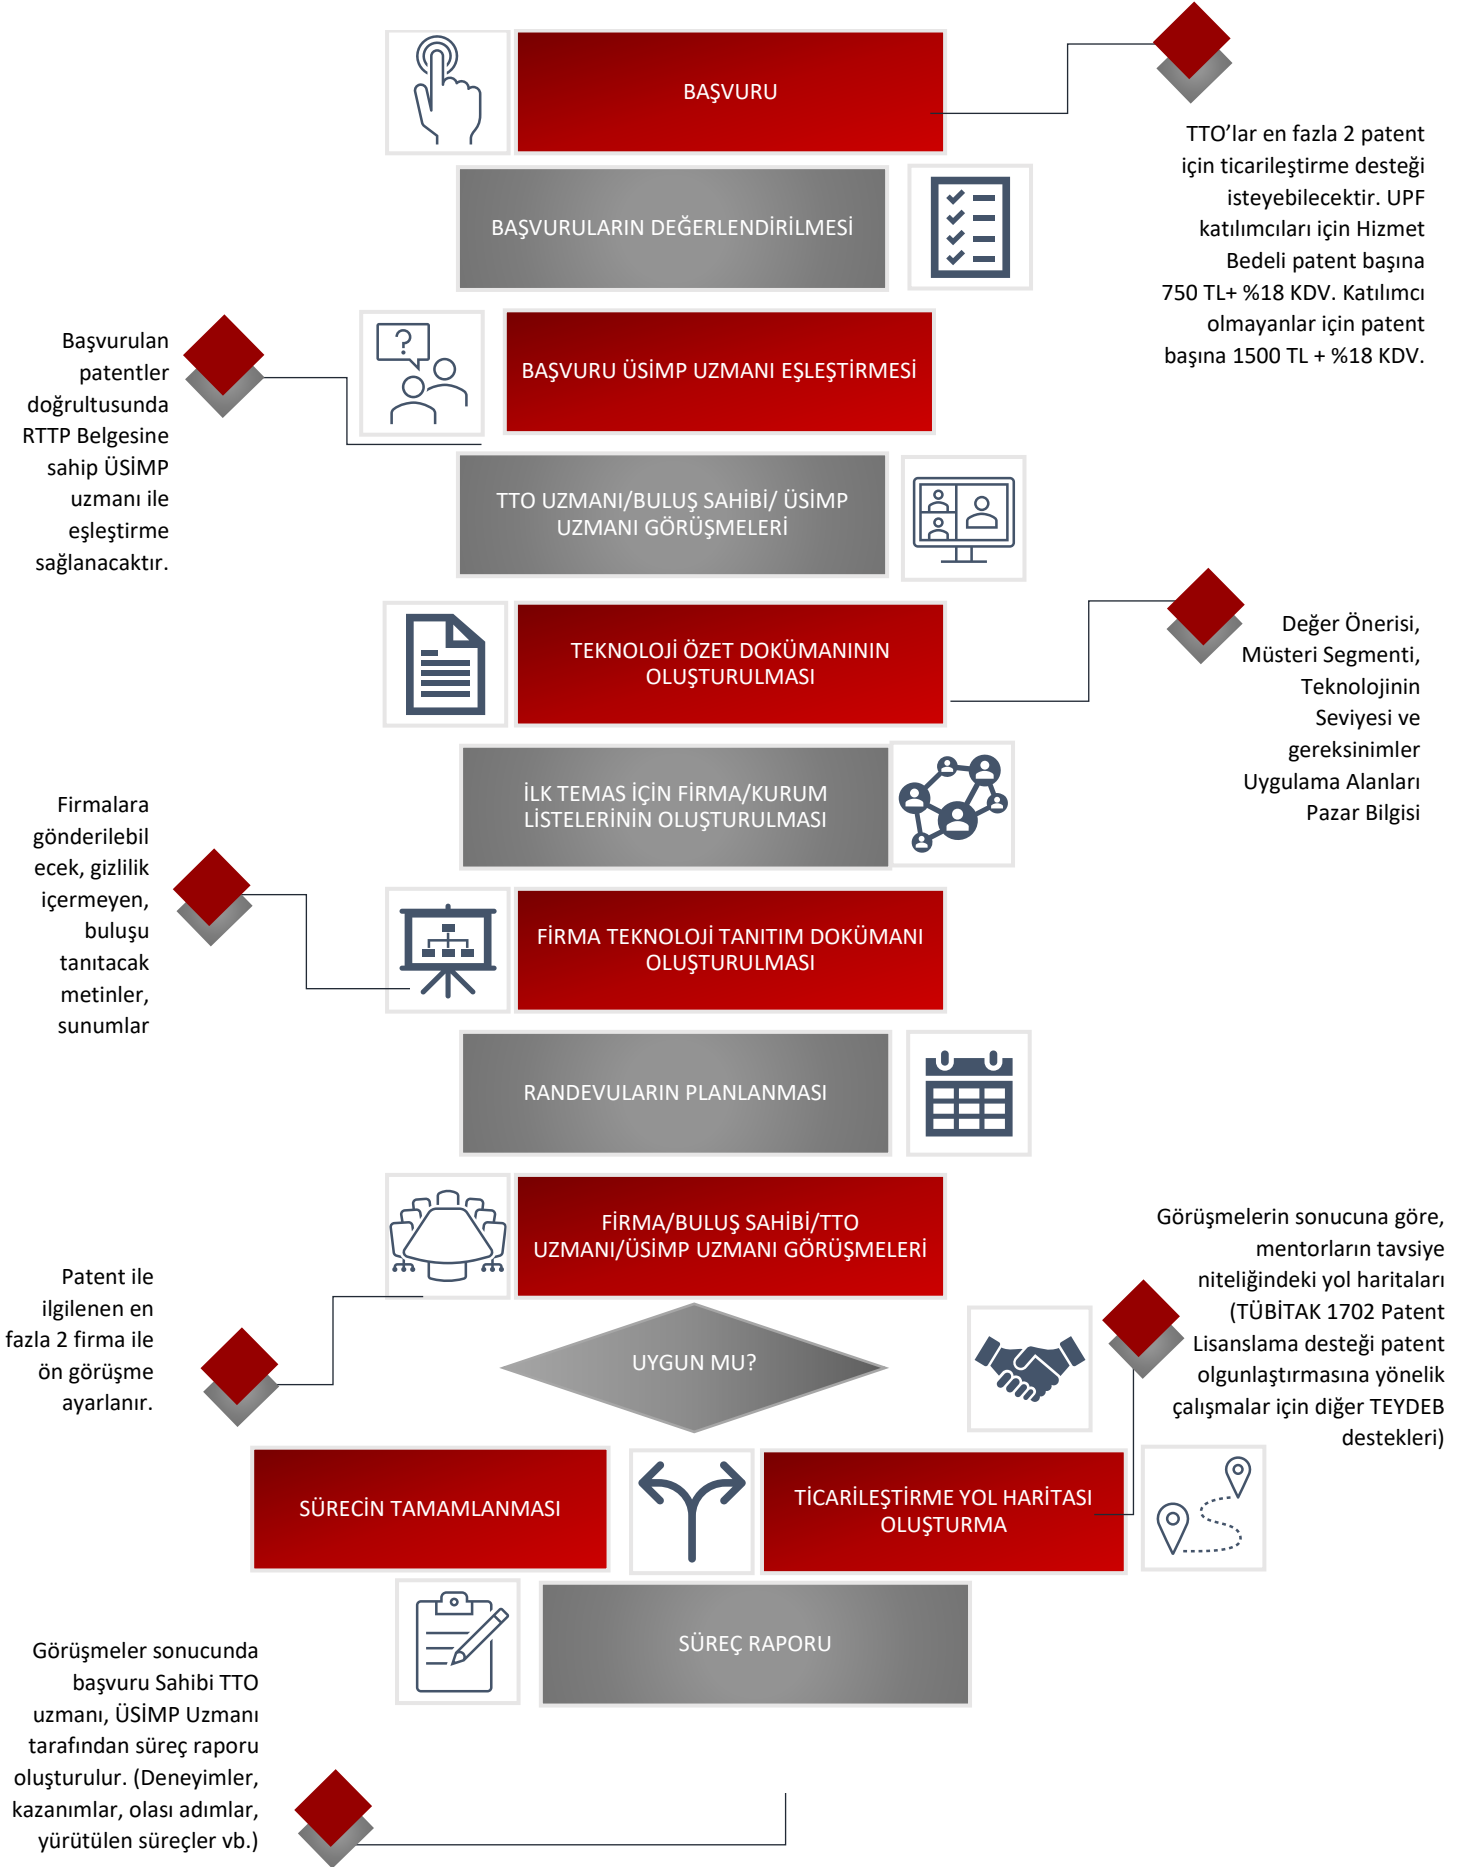 BAŞVURU
TTO’lar en fazla 2 patent
için ticarileştirme desteği
isteyebilecektir. UPF
katılımcıları için Hizmet
Bedeli patent başına
750 TL+ %18 KDV. Katılımcı
olmayanlar için patent
başına 1500 TL + %18 KDV.
BAŞVURULARIN DEĞERLENDİRİLMESİ
BAŞVURU ÜSİMP UZMANI EŞLEŞTİRMESİ
Başvurulan
patentler
doğrultusunda
RTTP Belgesine
sahip ÜSİMP
uzmanı ile
eşleştirme
sağlanacaktır.
TTO UZMANI/BULUŞ SAHİBİ/ ÜSİMP
UZMANI GÖRÜŞMELERİ
TEKNOLOJİ ÖZET DOKÜMANININ
OLUŞTURULMASI
Değer Önerisi,
Müsteri Segmenti,
Teknolojinin
Seviyesi ve
gereksinimler
Uygulama Alanları
Pazar Bilgisi
İLK TEMAS İÇİN FİRMA/KURUM
LİSTELERİNİN OLUŞTURULMASI
Firmalara
gönderilebil
ecek, gizlilik
içermeyen,
buluşu
tanıtacak
metinler,
sunumlar
FİRMA TEKNOLOJİ TANITIM DOKÜMANI
OLUŞTURULMASI
RANDEVULARIN PLANLANMASI
FİRMA/BULUŞ SAHİBİ/TTO
UZMANI/ÜSİMP UZMANI GÖRÜŞMELERİ
Patent ile
ilgilenen en
fazla 2 firma ile
ön görüşme
ayarlanır.
UYGUN MU?
Görüşmelerin sonucuna göre,
mentorların tavsiye
niteliğindeki yol haritaları
(TÜBİTAK 1702 Patent
Lisanslama desteği patent
olgunlaştırmasına yönelik
çalışmalar için diğer TEYDEB
destekleri)
SÜRECİN TAMAMLANMASI
TİCARİLEŞTİRME YOL HARİTASI
OLUŞTURMA
SÜREÇ RAPORU
Görüşmeler sonucunda
başvuru Sahibi TTO
uzmanı, ÜSİMP Uzmanı
tarafından süreç raporu
oluşturulur. (Deneyimler,
kazanımlar, olası adımlar,
yürütülen süreçler vb.)
?